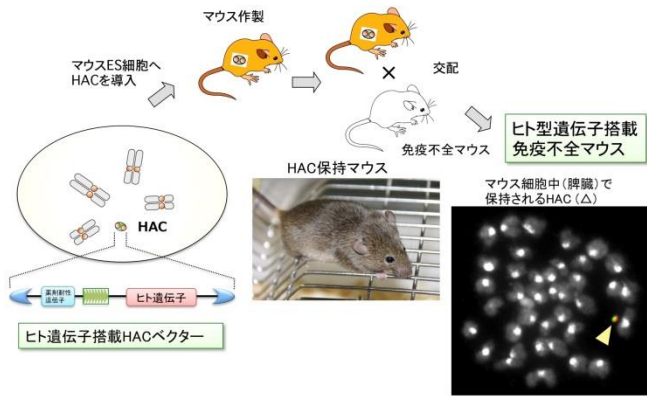 マウス作製
マウスES細胞へ
HACを導入
×
交配
免疫不全マウス
ヒト型遺伝子搭載
免疫不全マウス
HAC保持マウス
マウス細胞中(脾臓)で
保持されるHAC(△)
HAC
薬剤耐性
遺伝子
ヒト遺伝子
ヒト遺伝子搭載HACベクター